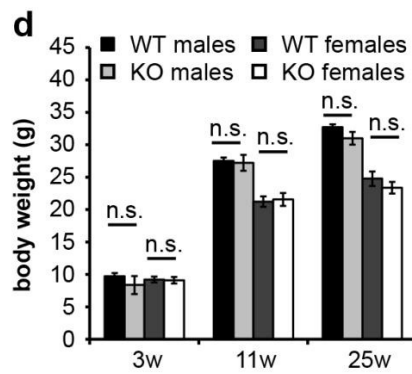 d
WT males WT females
KO males KO females
body weight (g)
45
40
35
30
25
20
15
10
5
0
n.s. n.s.
n.s. n.s.
n.s. n.s.
3w 11w 25w